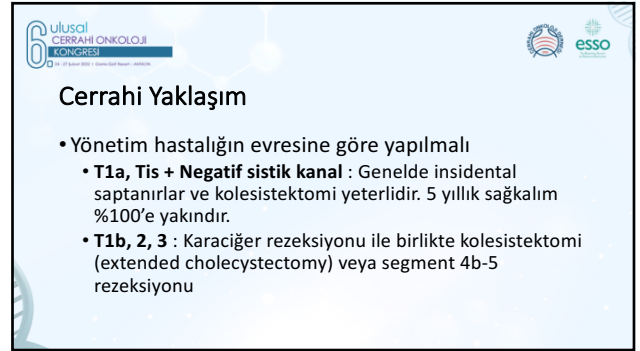 6 ulusal
CERRAHİ ONKOLOJİ
KONGRESİ
esso
Cerrahi Yaklaşım
• Yönetim hastalığın evresine göre yapılmalı
• T1a, Tis + Negatif sistik kanal : Genelde insidental
saptanırlar ve kolesistektomi yeterlidir. 5 yıllık sağkalım
%100’e yakındır.
• T1b, 2, 3 : Karaciğer rezeksiyonu ile birlikte kolesistektomi
(extended cholecystectomy) veya segment 4b-5
rezeksiyonu